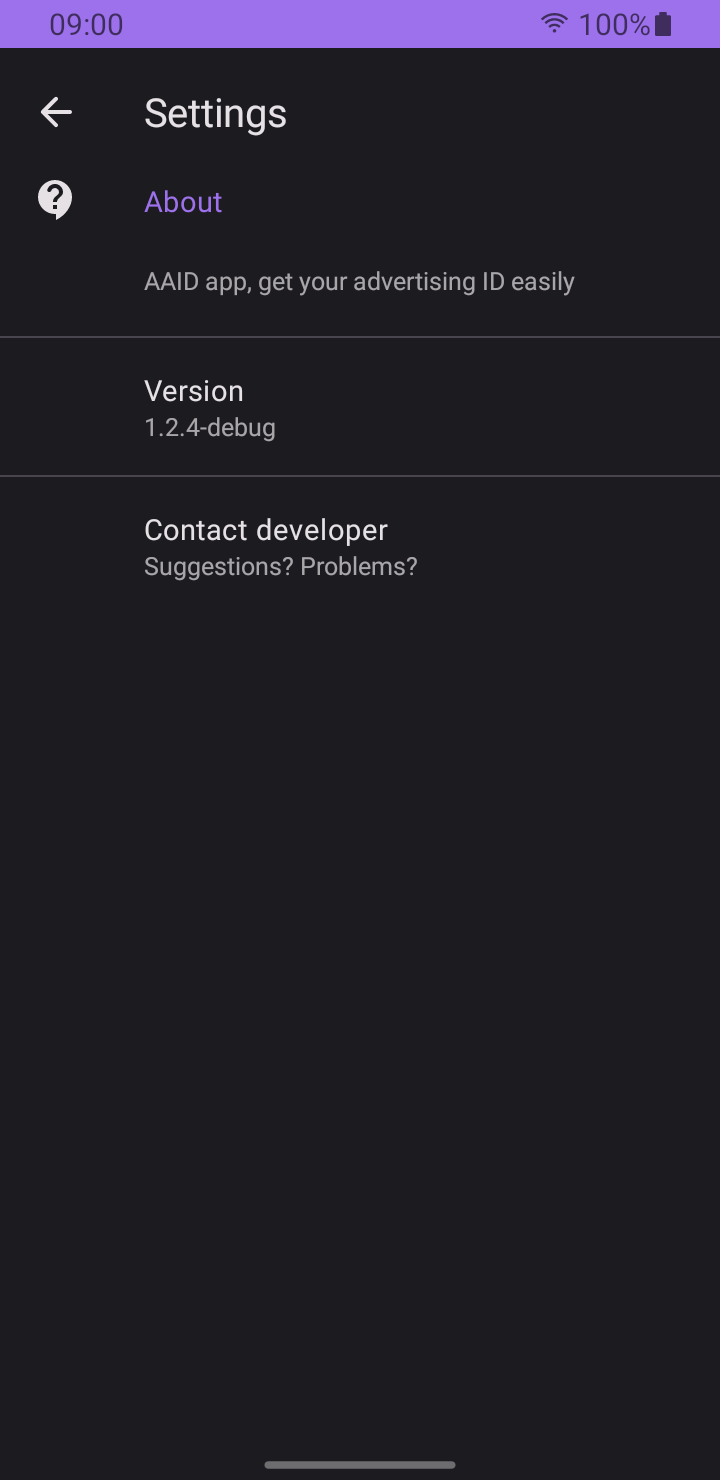 09:00 100%
Settings
About
AAID app, get your advertising ID easily
Version
1.2.4-debug
Contact developer
Suggestions? Problems?